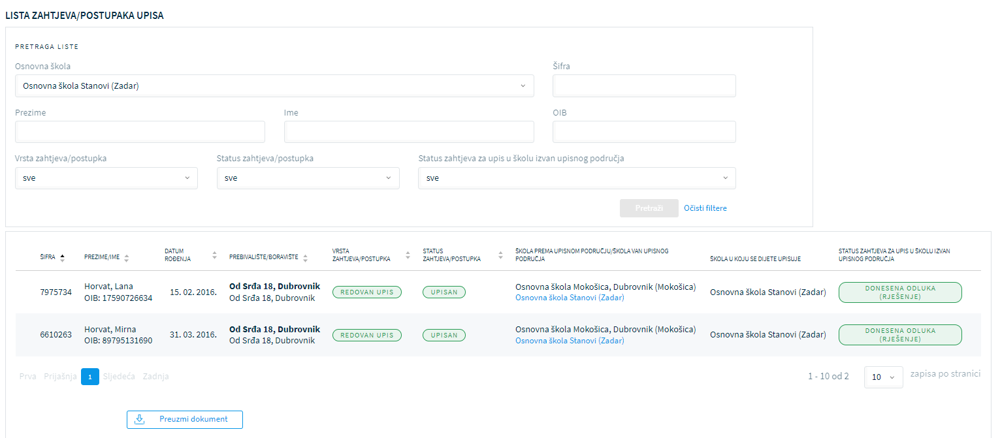 LISTA ZAHTJEVA/POSTUPAKA UPISA
PRETRAGA LISTE
Osnovna škola
Šifra
Osnovna škola Stanovi (Zadar)
Prezime
Ime
OIB
Vrsta zahtjeva/postupka
Status zahtjeva/postupka
Status zahtjeva za upis u školu izvan upisnog područja
sve
sve
sve
Pretraži
Očisti filtere
ŠIFRA
PREZIME/IME
DATUM
ROĐENJA
PREBIVALIŠTE/BORAVIŠTE
VRSTA
ZAHTJEVA/POSTUPKA
STATUS
ZAHTJEVA/POSTUPKA
ŠKOLA PREMA UPISNOM PODRUČJU/ŠKOLA VAN UPISNOG
PODRUČJA
ŠKOLA U KOJU SE DIJETE UPISUJE
STATUS ZAHTJEVA ZA UPIS U ŠKOLU IZVAN
UPISNOG PODRUČJA
7975734
Horvat, Lana
OIB: 17590726634
15. 02. 2016.
Od Srđa 18, Dubrovnik
Od Srđa 18, Dubrovnik
REDOVAN UPIS
UPISAN
Osnovna škola Mokošica, Dubrovnik (Mokošica)
Osnovna škola Stanovi (Zadar)
Osnovna škola Stanovi (Zadar)
DONESENA ODLUKA
(RJEŠENJE)
6610263
Horvat, Mirna
OIB: 89795131690
31. 03. 2016.
Od Srđa 18, Dubrovnik
Od Srđa 18, Dubrovnik
REDOVAN UPIS
UPISAN
Osnovna škola Mokošica, Dubrovnik (Mokošica)
Osnovna škola Stanovi (Zadar)
Osnovna škola Stanovi (Zadar)
DONESENA ODLUKA
(RJEŠENJE)
Prva Prijašnja 1 Sljedeća Zadnja
1 - 10 od 2
10
zapisa po stranici
Preuzmi dokument